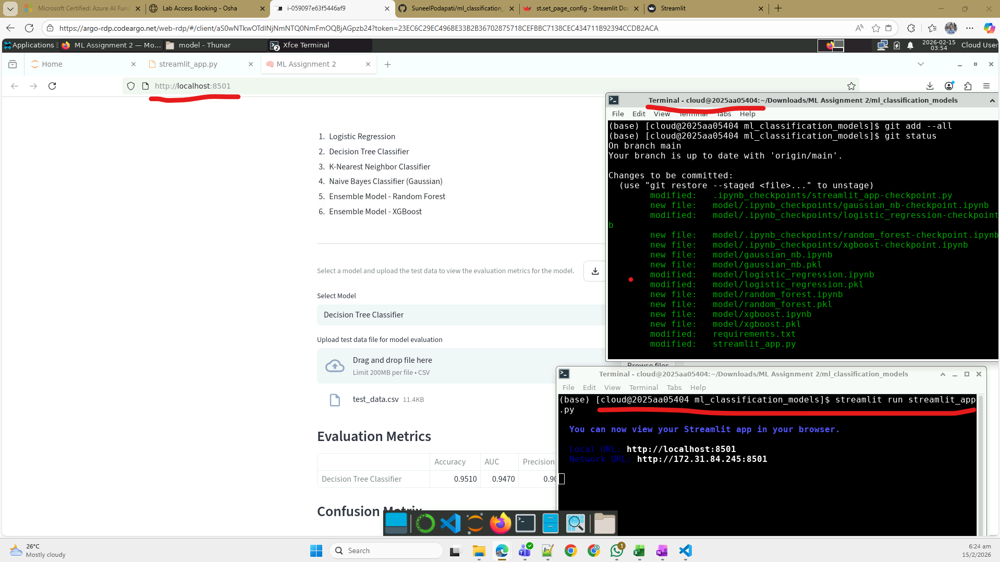 Microsoft Certified: Azure AI Fun
Lab Access Booking - Osha
i-059097e63f5446af9
SuneelPodapati/ml_classification_
st.set_page_config - Streamlit Doc
Streamlit
https://argo-rdp.codeargo.net/web-rdp/#/client/aS0wNTkwOTdlNjNmNTQ0NmFmOQBjAGpzb24?token=23EC6C29EC496BE33B2B36702875718CEFBBC7138CEC434711B92394CCDB2ACA
Applications
ML Assignment 2 — Mo...
model - Thunar
Xfce Terminal
2026-02-15
03:54
Cloud User
Home
streamlit_app.py
ML Assignment 2
http://localhost:8501
1. Logistic Regression
2. Decision Tree Classifier
3. K-Nearest Neighbor Classifier
4. Naive Bayes Classifier (Gaussian)
5. Ensemble Model - Random Forest
6. Ensemble Model - XGBoost
Select a model and upload the test data to view the evaluation metrics for the model.
Select Model
Decision Tree Classifier
Upload test data file for model evaluation
Drag and drop file here
Limit 200MB per file • CSV
Browse files
test_data.csv 11.4KB
Evaluation Metrics
Accuracy AUC Precision
Decision Tree Classifier 0.9510 0.9470 0.90
Confusion Matrix
Terminal - cloud@2025aa05404:~/Downloads/ML Assignment 2/ml_classification_models
File Edit View Terminal Tabs Help
(base) [cloud@2025aa05404 ml_classification_models]$ git add --all
(base) [cloud@2025aa05404 ml_classification_models]$ git status
On branch main
Your branch is up to date with 'origin/main'.
Changes to be committed:
(use "git restore --staged <file>..." to unstage)
modified: .ipynb_checkpoints/streamlit_app-checkpoint.py
new file: model/.ipynb_checkpoints/gaussian_nb-checkpoint.ipynb
modified: model/.ipynb_checkpoints/logistic_regression-checkpoint
b
new file: model/.ipynb_checkpoints/random_forest-checkpoint.ipynb
new file: model/.ipynb_checkpoints/xgboost-checkpoint.ipynb
new file: model/gaussian_nb.ipynb
new file: model/gaussian_nb.pkl
modified: model/logistic_regression.ipynb
modified: model/logistic_regression.pkl
new file: model/random_forest.ipynb
new file: model/random_forest.pkl
new file: model/xgboost.ipynb
new file: model/xgboost.pkl
modified: requirements.txt
modified: streamlit_app.py
Terminal - cloud@2025aa05404:~/Downloads/ML Assignment 2/ml_classification_models
File Edit View Terminal Tabs Help
(base) [cloud@2025aa05404 ml_classification_models]$ streamlit run streamlit_app
.py
You can now view your Streamlit app in your browser.
Local URL: http://localhost:8501
Network URL: http://172.31.84.245:8501
26°C
Mostly cloudy
Search
1
6:24 am
15/2/2026